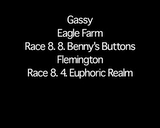 Gassy
Eagle Farm
Race 8. 8. Benny's Buttons
Flemington
Race 8. 4. Euphoric Realm